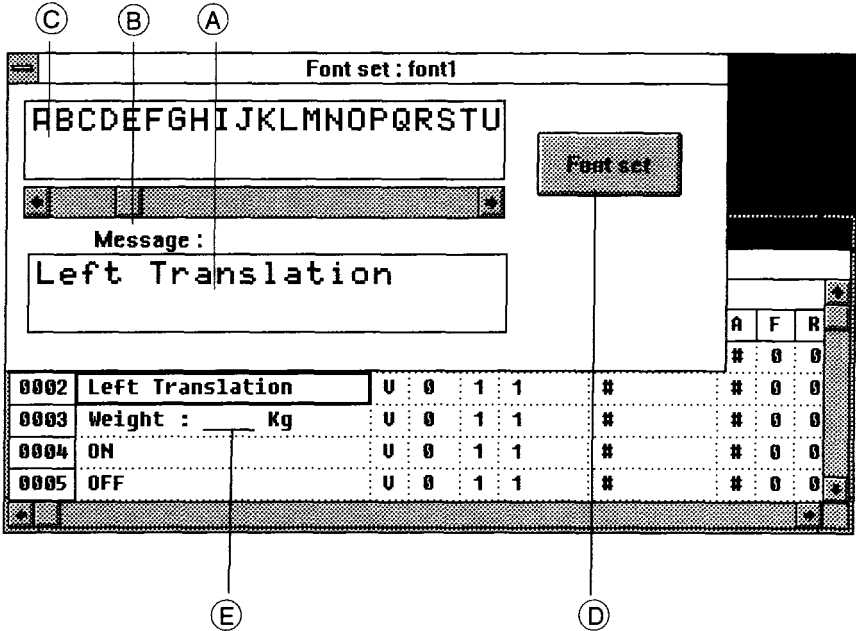 C B A
Font set : font1
ABCDEFGHIJKLMNOPQRSTU
Font set
Message :
Left Translation
A F R
# 0 0
0002 Left Translation V 0 1 1 # # 0 0
0003 Weight : ____ Kg V 0 1 1 # # 0 0
0004 ON V 0 1 1 # # 0 0
0005 OFF V 0 1 1 # # 0 0
E D